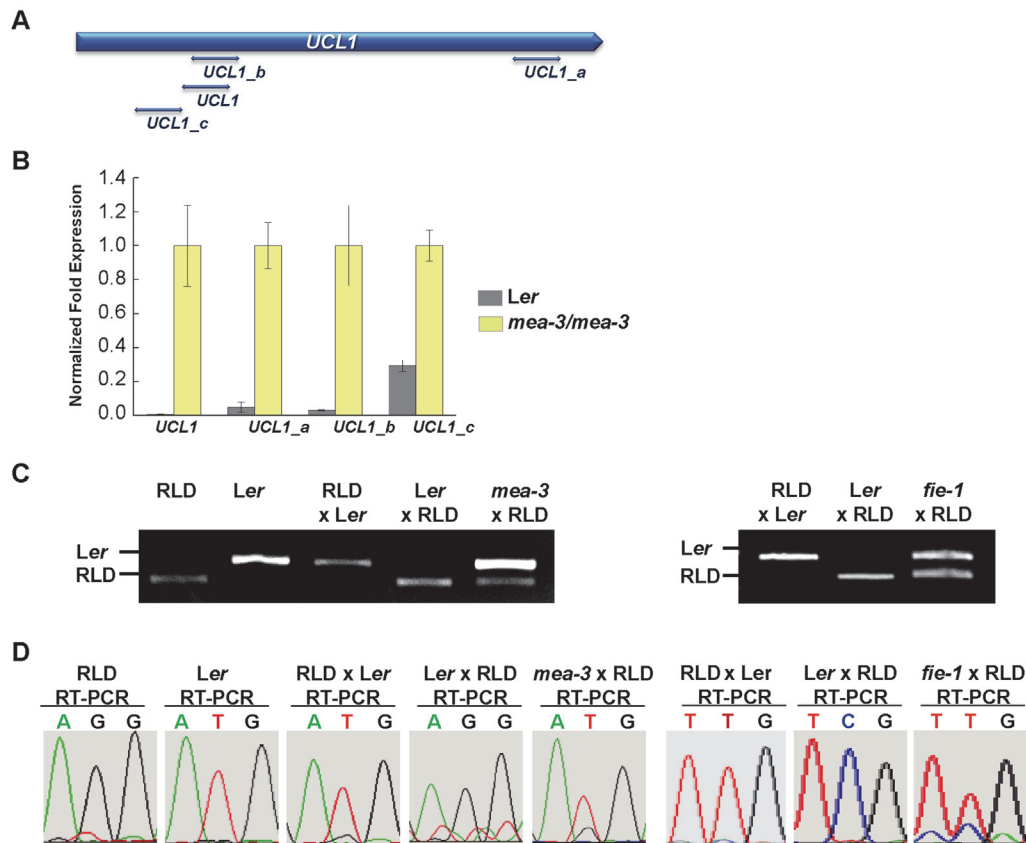 A
UCL1
UCL1_b
UCL1_a
UCL1
UCL1_c
B
Normalized Fold Expression
1.4
1.2
1.0
0.8
0.6
0.4
0.2
0.0
UCL1 UCL1_a UCL1_b UCL1_c
Ler
mea-3/mea-3
C
RLD Ler RLD x Ler Ler x RLD mea-3 x RLD
Ler
RLD
RLD x Ler Ler x RLD fie-1 x RLD
Ler
RLD
D
RLD Ler RLD x Ler Ler x RLD mea-3 x RLD RLD x Ler Ler x RLD fie-1 x RLD
RT-PCR RT-PCR RT-PCR RT-PCR RT-PCR RT-PCR RT-PCR RT-PCR
A G G A T G A T G A G G A T G T T G T C G T T G